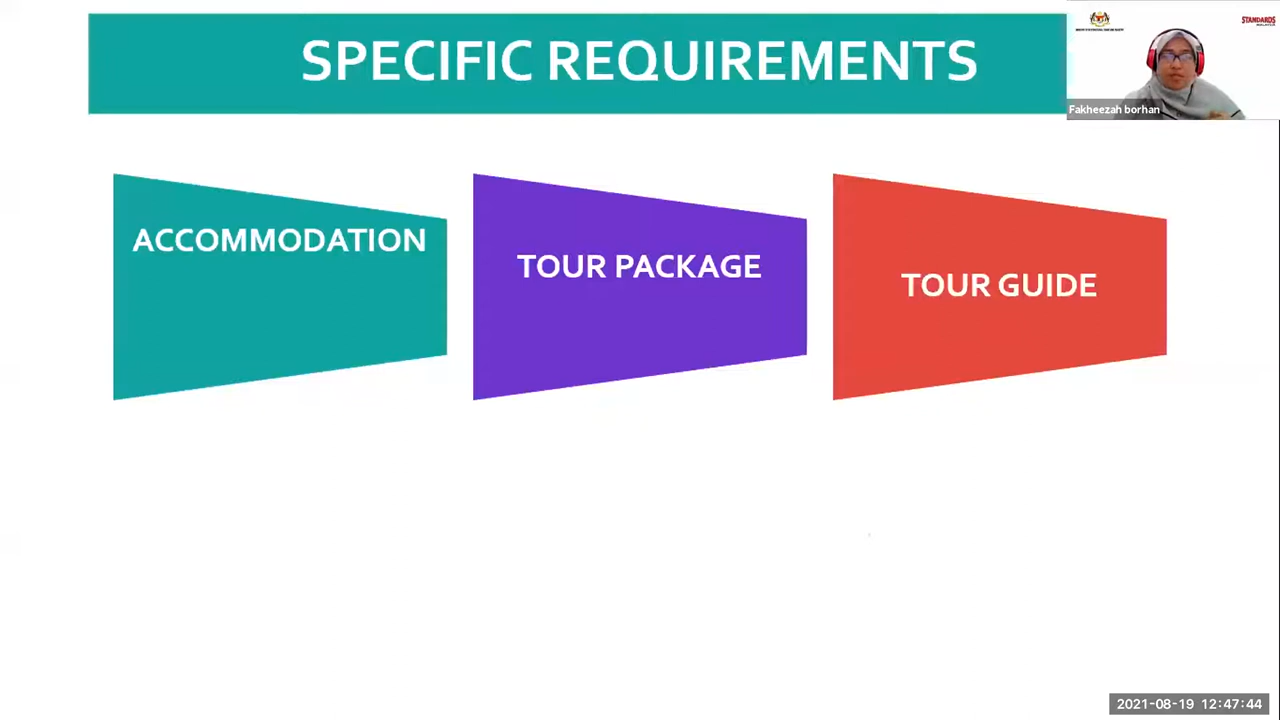 SPECIFIC REQUIREMENTS
STANDARDS
Fakheezah borhan
ACCOMMODATION
TOUR PACKAGE
TOUR GUIDE
2021-08-19 12:47:44